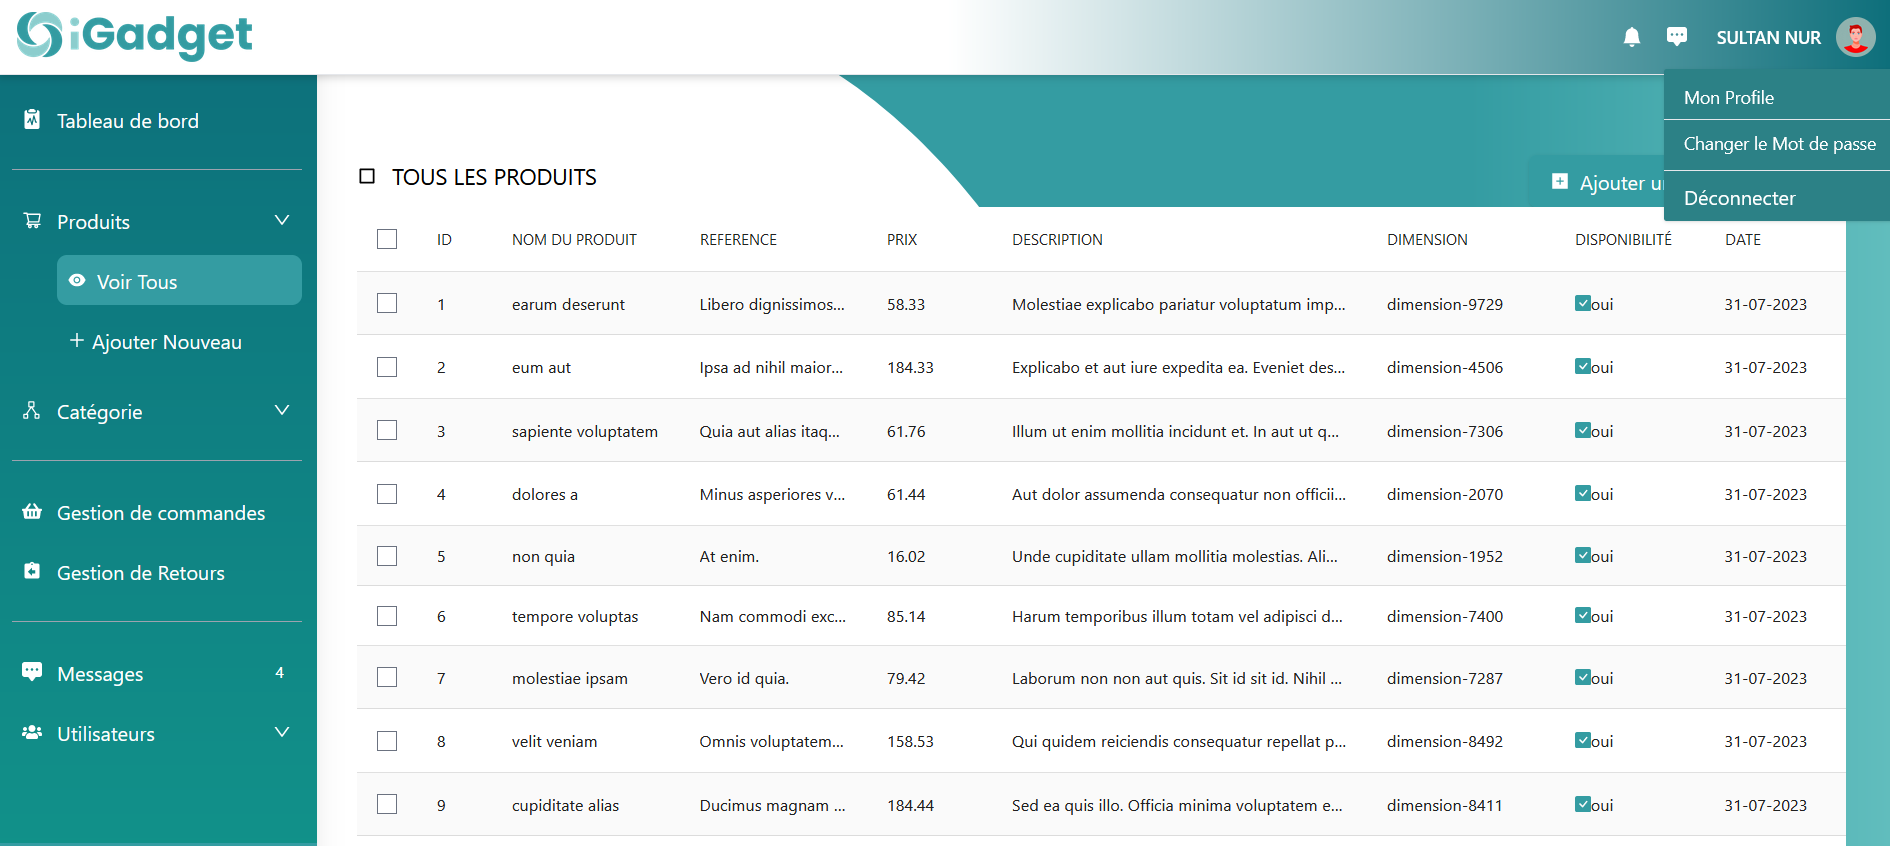 iGadget
SULTAN NUR
Mon Profile
Changer le Mot de passe
Déconnecter
Tableau de bord
Produits
Voir Tous
Ajouter Nouveau
Catégorie
Gestion de commandes
Gestion de Retours
Messages 4
Utilisateurs
TOUS LES PRODUITS
Ajouter
ID NOM DU PRODUIT REFERENCE PRIX DESCRIPTION DIMENSION DISPONIBILITÉ DATE
1 earum deserunt Libero dignissimos... 58.33 Molestiae explicabo pariatur voluptatum imp... dimension-9729 oui 31-07-2023
2 eum aut Ipsa ad nihil maior... 184.33 Explicabo et aut iure expedita ea. Eveniet des... dimension-4506 oui 31-07-2023
3 sapiente voluptatem Quia aut alias itaq... 61.76 Illum ut enim mollitia incidunt et. In aut ut q... dimension-7306 oui 31-07-2023
4 dolores a Minus asperiores v... 61.44 Aut dolor assumenda consequatur non officii... dimension-2070 oui 31-07-2023
5 non quia At enim. 16.02 Unde cupiditate ullam mollitia molestias. Ali... dimension-1952 oui 31-07-2023
6 tempore voluptas Nam commodi exc... 85.14 Harum temporibus illum totam vel adipisci d... dimension-7400 oui 31-07-2023
7 molestiae ipsam Vero id quia. 79.42 Laborum non non aut quis. Sit id sit id. Nihil ... dimension-7287 oui 31-07-2023
8 velit veniam Omnis voluptatem... 158.53 Qui quidem reiciendis consequatur repellat p... dimension-8492 oui 31-07-2023
9 cupiditate alias Ducimus magnam ... 184.44 Sed ea quis illo. Officia minima voluptatem e... dimension-8411 oui 31-07-2023